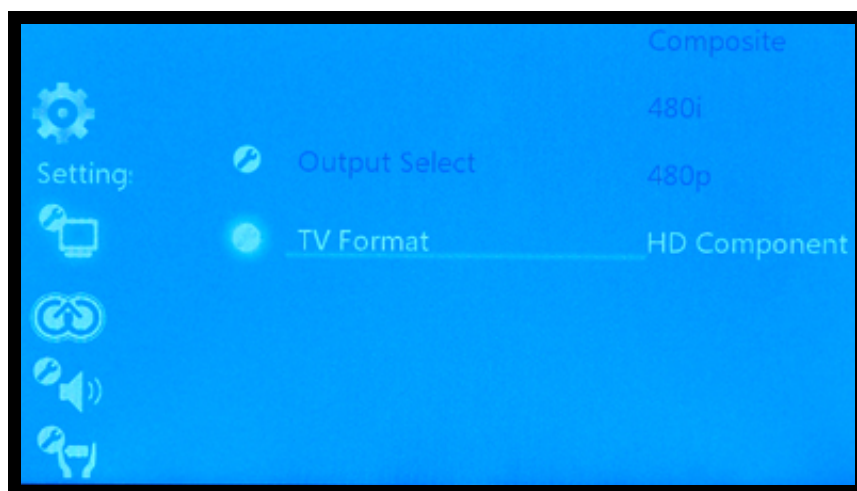 Composite
480i
Setting
Output Select
480p
TV Format
HD Component